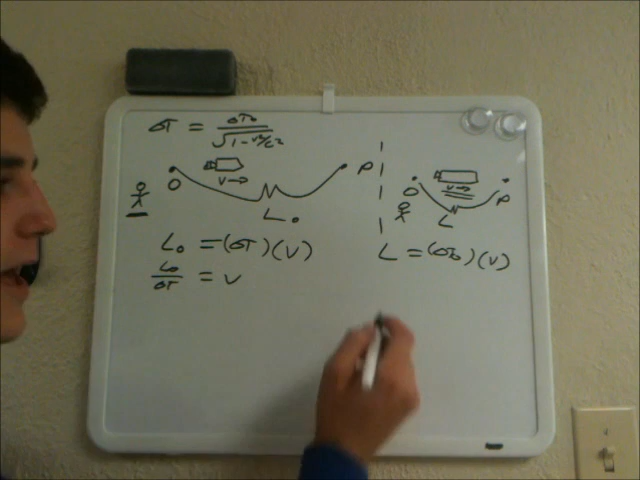 ΔT = ΔT₀ / √(1 - v²/c²)
V→
O
P
L₀
L₀ = (ΔT)(V)
L₀ / ΔT = V
V→
O
P
L
L = (ΔT₀)(V)